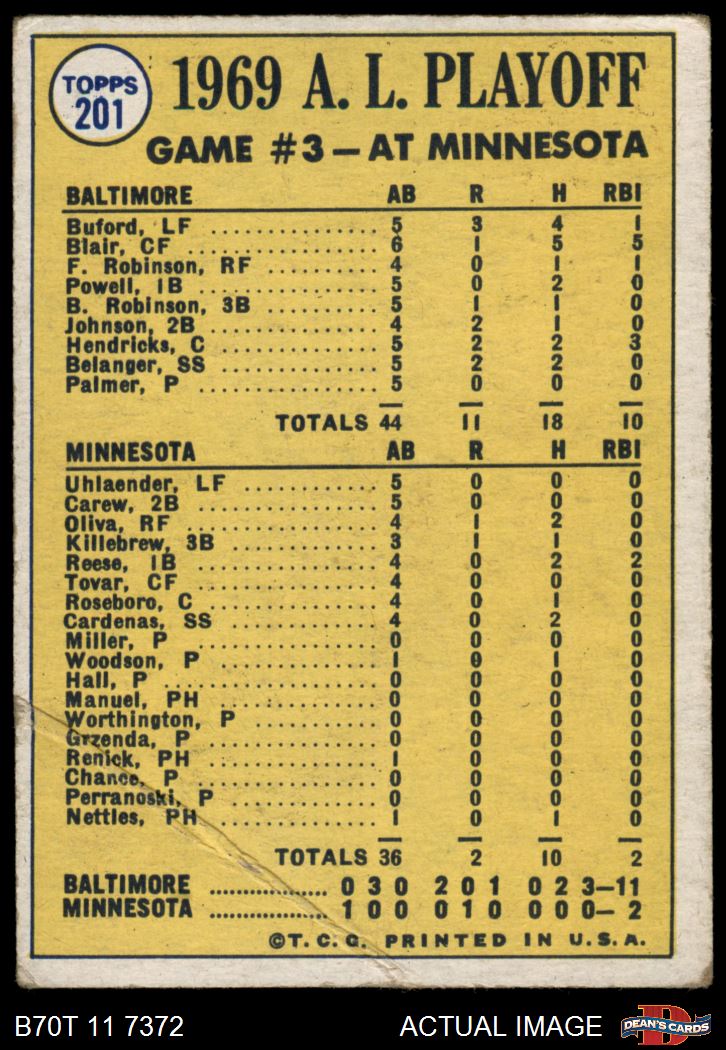 TOPPS
201
1969 A. L. PLAYOFF
GAME #3 — AT MINNESOTA
BALTIMORE AB R H RBI
Buford, LF .................... 5 3 4 1
Blair, CF .................... 6 1 5 5
F. Robinson, RF .......... 4 0 1 1
Powell, 1B .................. 5 0 2 0
B. Robinson, 3B .......... 5 1 1 0
Johnson, 2B ................ 4 2 1 0
Hendricks, C .............. 5 2 2 3
Belanger, SS .............. 5 2 2 0
Palmer, P .................. 5 0 0 0
TOTALS 44 11 18 10
MINNESOTA AB R H RBI
Uhlaender, LF ............ 5 0 0 0
Carew, 2B .................. 5 0 0 0
Oliva, RF .................. 4 1 2 0
Killebrew, 3B ............ 3 1 1 0
Reese, 1B .................. 4 0 2 2
Tovar, CF .................. 4 0 0 0
Roseboro, C .............. 4 0 1 0
Cardenas, SS .............. 4 0 2 0
Miller, P .................. 0 0 0 0
Woodson, P ................ 1 0 1 0
Hall, P .................... 0 0 0 0
Manuel, PH ................ 0 0 0 0
Worthington, P .......... 0 0 0 0
Grzenda, P ................ 0 0 0 0
Renick, PH ................ 1 0 0 0
Chance, P .................. 0 0 0 0
Perranoski, P ............ 0 0 0 0
Nettles, PH .............. 1 0 1 0
TOTALS 36 2 10 2
BALTIMORE .................. 0 3 0 2 0 1 0 2 3—11
MINNESOTA .................. 1 0 0 0 1 0 0 0 0— 2
©T. C. G. PRINTED IN U.S.A.
B70T 11 7372 ACTUAL IMAGE
D
DEAN'S CARDS